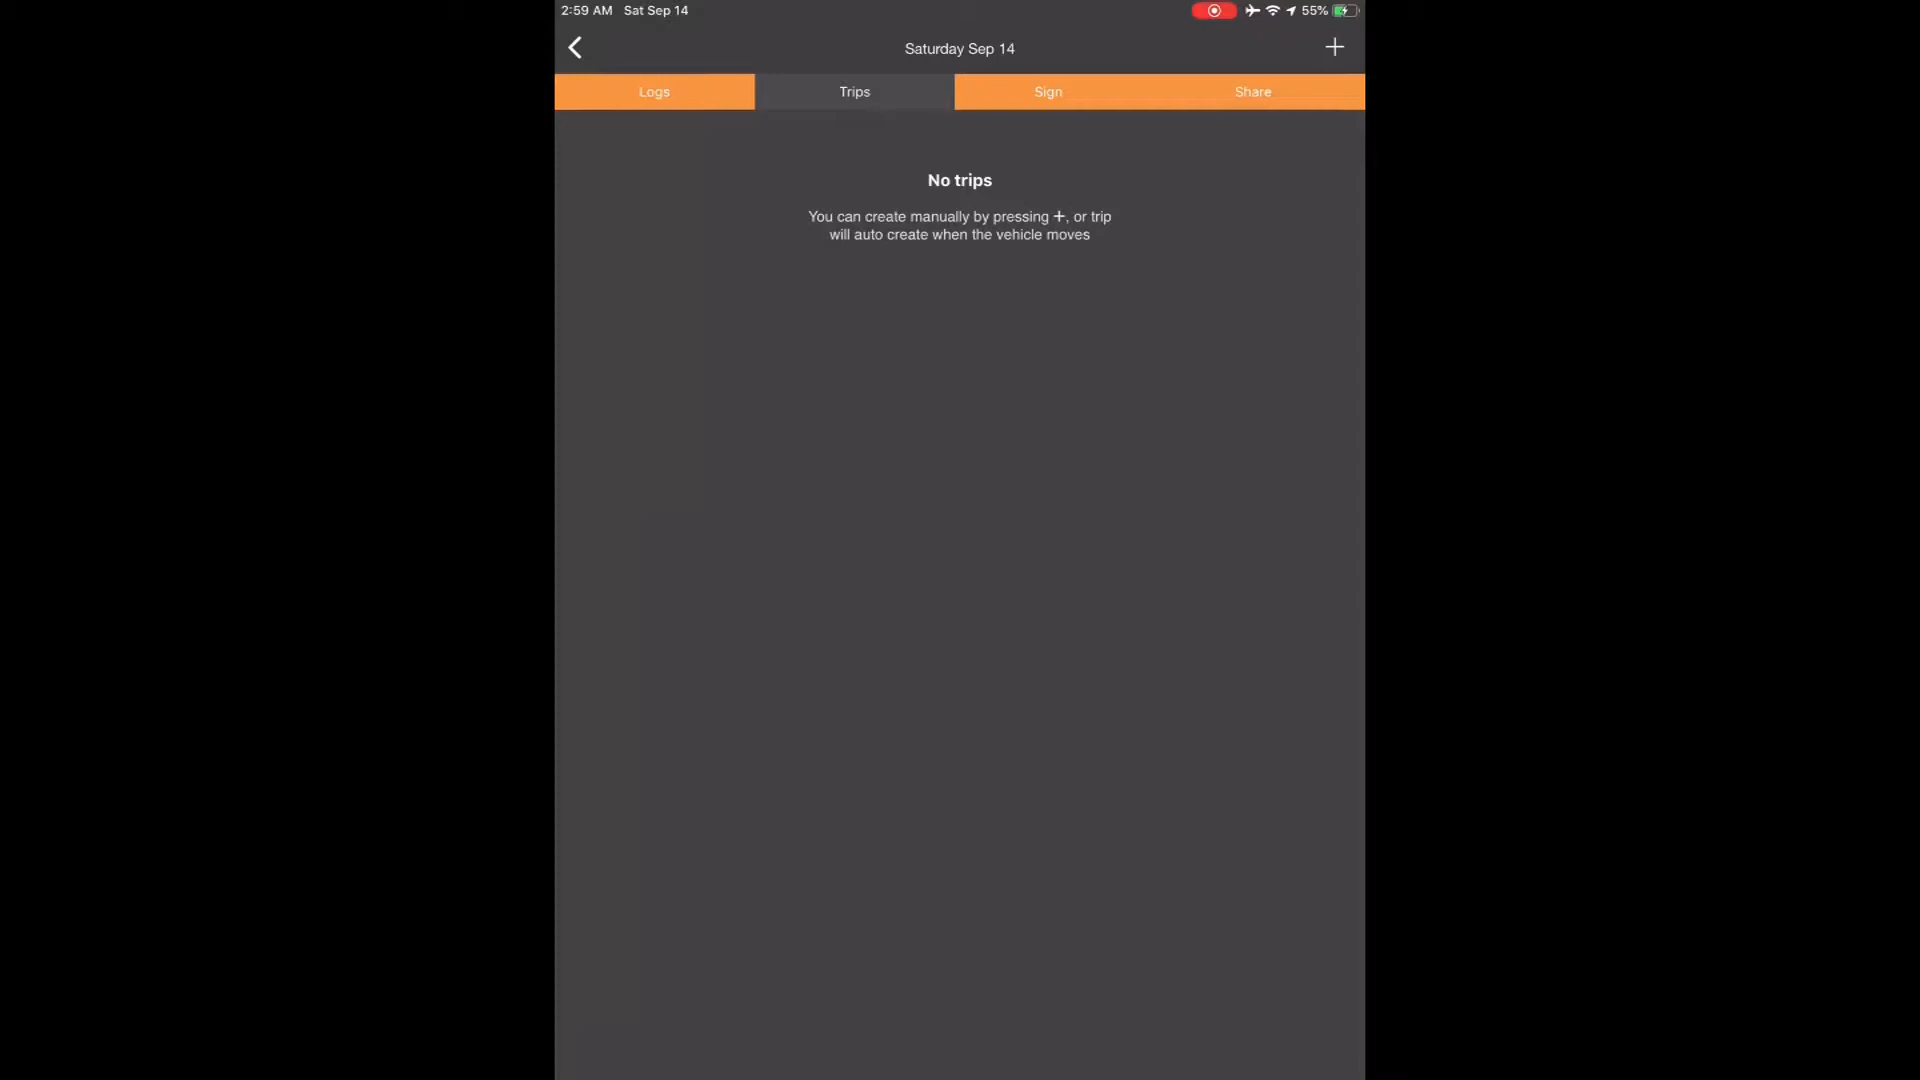 2:59 AM Sat Sep 14 55%
Saturday Sep 14
Logs Trips Sign Share
No trips
You can create manually by pressing +, or trip
will auto create when the vehicle moves